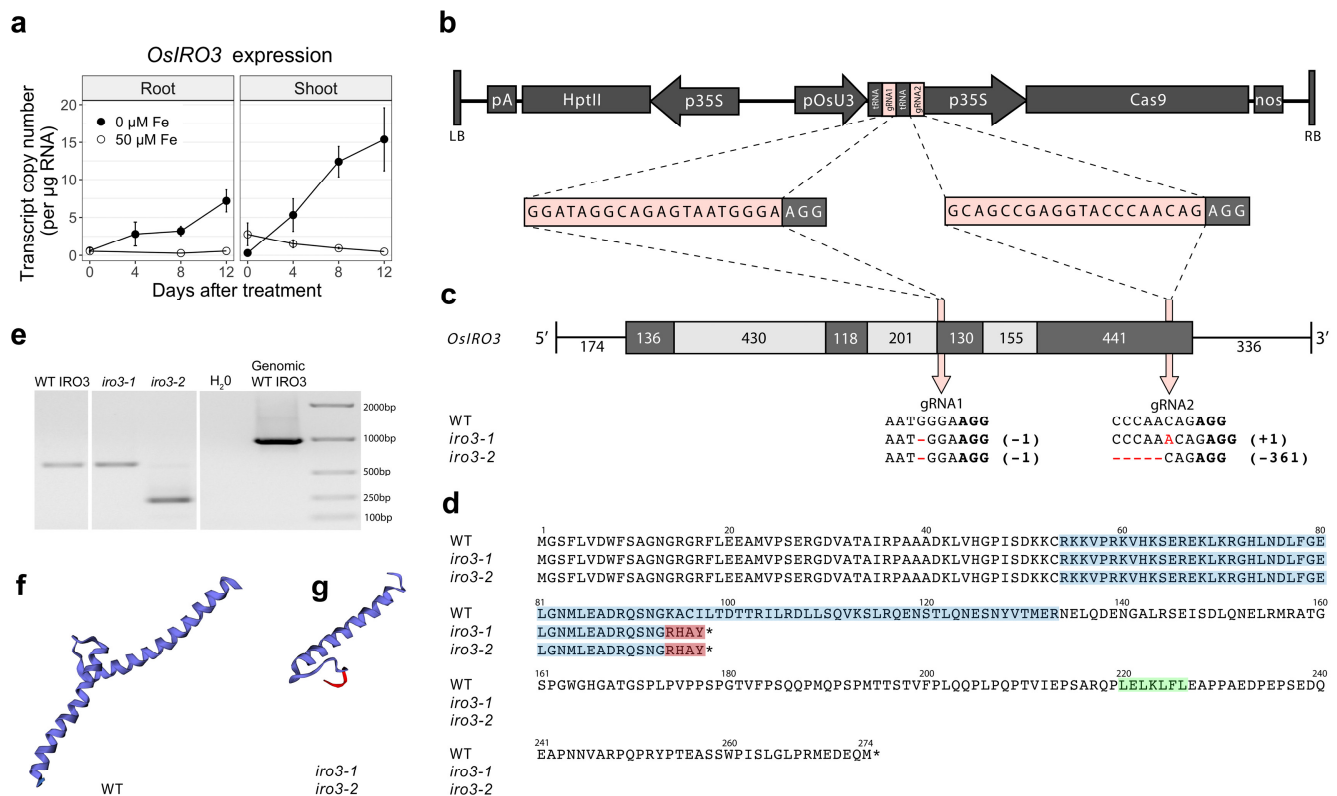 a
OsIRO3 expression
Root
Shoot
0 µM Fe
50 µM Fe
Transcript copy number
(per µg RNA)
20
15
10
5
0
0 4 8 12
0 4 8 12
Days after treatment
b
LB
pA
HptII
p35S
pOsU3
tRNA
gRNA1
tRNA
gRNA2
p35S
Cas9
nos
RB
GGATAGGCAGAGTAATGGGA AGG
GCAGCCGAGGTACCCAACAG AGG
c
OsIRO3
5′
174
136
430
118
201
130
155
441
336
3′
gRNA1
gRNA2
WT AATGGGAAGG CCCAACAGAGG
iro3-1 AAT-GGAAGG (-1) CCCAAACAGAGG (+1)
iro3-2 AAT-GGAAGG (-1) -----CAGAGG (-361)
e
WT IRO3
iro3-1
iro3-2
H20
Genomic
WT IRO3
2000bp
1000bp
500bp
250bp
100bp
d
1 20 40 60 80
WT MGSFLVDWFSAGNGRGRFLEEAMVPSERGDVATAIRPAAADKLVHGPISDKKCRKKVPRKVHKSEREKLKRGHLNDLFGE
iro3-1 MGSFLVDWFSAGNGRGRFLEEAMVPSERGDVATAIRPAAADKLVHGPISDKKCRKKVPRKVHKSEREKLKRGHLNDLFGE
iro3-2 MGSFLVDWFSAGNGRGRFLEEAMVPSERGDVATAIRPAAADKLVHGPISDKKCRKKVPRKVHKSEREKLKRGHLNDLFGE
81 100 120 140 160
WT LGNMLEADRQSNGKACILTDTTRILRDLLSQVKSLRQENSTLQNESNYVTMERNELQDENGALRSEISDLQNELRMRATG
iro3-1 LGNMLEADRQSNGRHAY*
iro3-2 LGNMLEADRQSNGRHAY*
161 180 200 220 240
WT SPGWGHGATGSPLPVPPSPGTVFPSQQPMQPSPMTTSTVFPLQQPLPQPTVIEPSARQPLELKLFLEAPPAEDPEPSEDQ
iro3-1
iro3-2
241 260 274
WT EAPNNVARPQPRYPTEASSWPISLGLPRMEDEQM*
iro3-1
iro3-2
f
WT
g
iro3-1
iro3-2